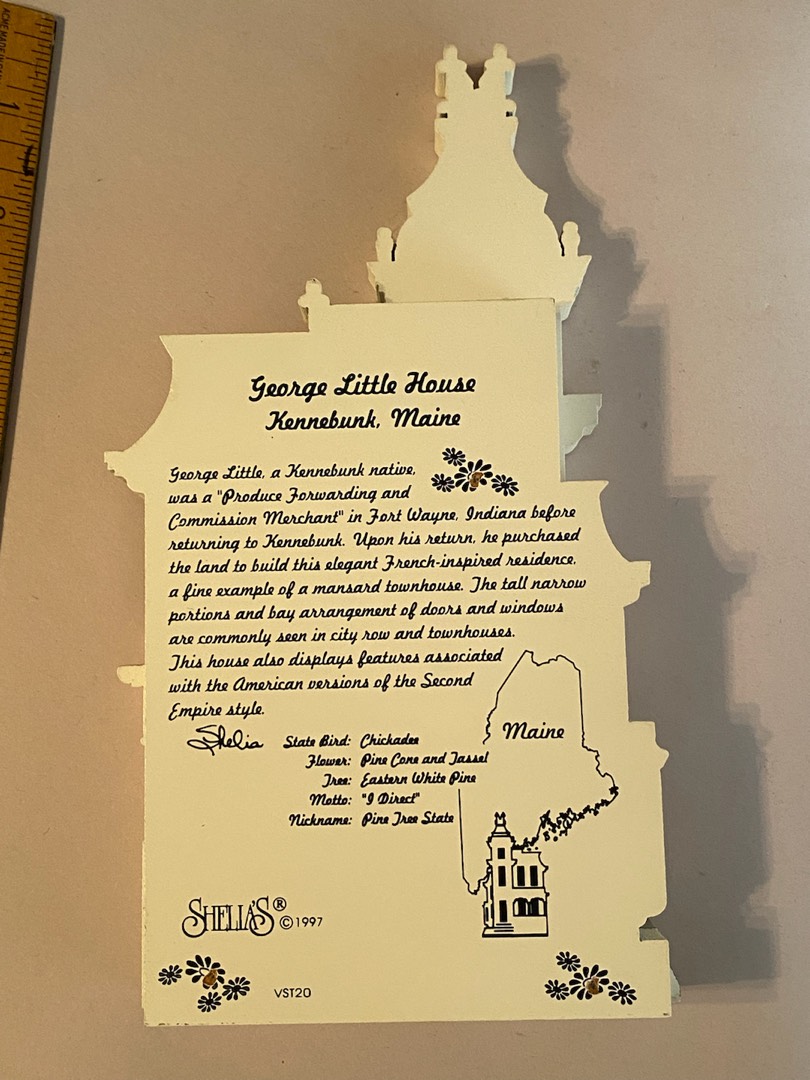 ACME MADE IN
1
George Little House
Kennebunk, Maine
George Little, a Kennebunk native,
was a "Produce Forwarding and
Commission Merchant" in Fort Wayne, Indiana before
returning to Kennebunk. Upon his return, he purchased
the land to build this elegant French-inspired residence,
a fine example of a mansard townhouse. The tall narrow
portions and bay arrangement of doors and windows
are commonly seen in city row and townhouses.
This house also displays features associated
with the American versions of the Second
Empire style.
Shelia
State Bird: Chickadee
Flower: Pine Cone and Tassel
Tree: Eastern White Pine
Motto: "I Direct"
Nickname: Pine Tree State
Maine
SHELIA'S® ©1997
VST20